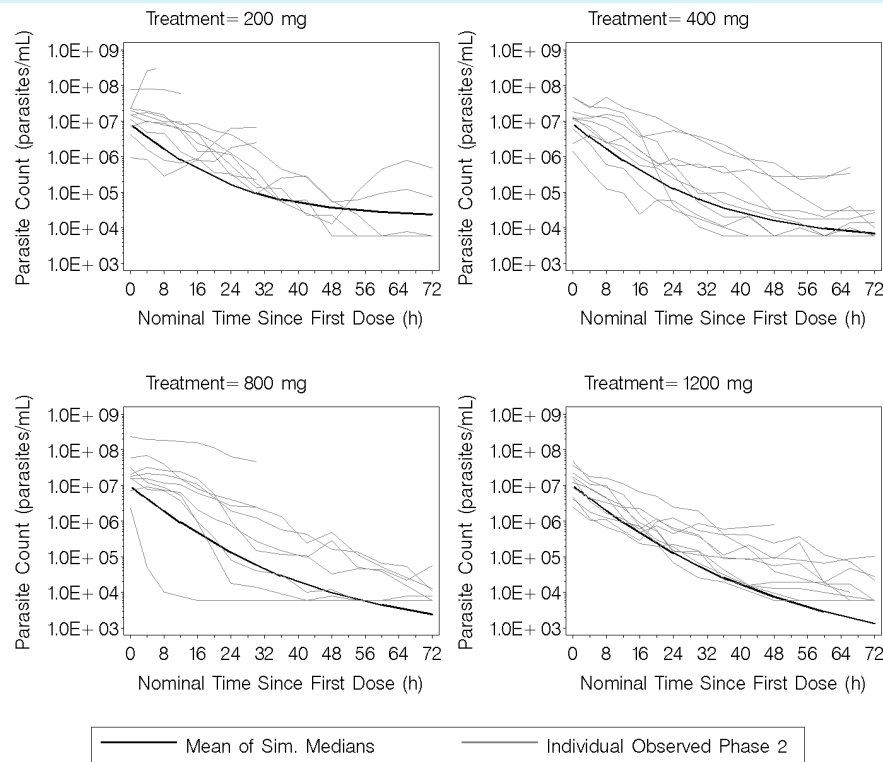 Treatment= 200 mg
Parasite Count (parasites/mL)
1.0E+ 09
1.0E+ 08
1.0E+ 07
1.0E+ 06
1.0E+ 05
1.0E+ 04
1.0E+ 03
0 8 16 24 32 40 48 56 64 72
Nominal Time Since First Dose (h)
Treatment= 400 mg
Parasite Count (parasites/mL)
1.0E+ 09
1.0E+ 08
1.0E+ 07
1.0E+ 06
1.0E+ 05
1.0E+ 04
1.0E+ 03
0 8 16 24 32 40 48 56 64 72
Nominal Time Since First Dose (h)
Treatment= 800 mg
Parasite Count (parasites/mL)
1.0E+ 09
1.0E+ 08
1.0E+ 07
1.0E+ 06
1.0E+ 05
1.0E+ 04
1.0E+ 03
0 8 16 24 32 40 48 56 64 72
Nominal Time Since First Dose (h)
Treatment= 1200 mg
Parasite Count (parasites/mL)
1.0E+ 09
1.0E+ 08
1.0E+ 07
1.0E+ 06
1.0E+ 05
1.0E+ 04
1.0E+ 03
0 8 16 24 32 40 48 56 64 72
Nominal Time Since First Dose (h)
Mean of Sim. Medians
Individual Observed Phase 2